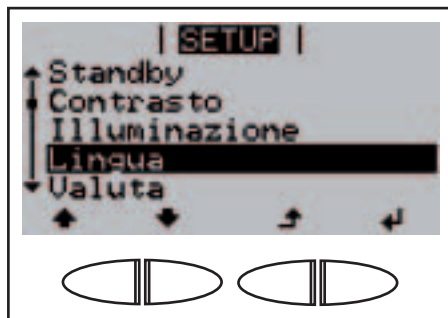 SETUP
Standby
Contrasto
Illuminazione
Lingua
Valuta